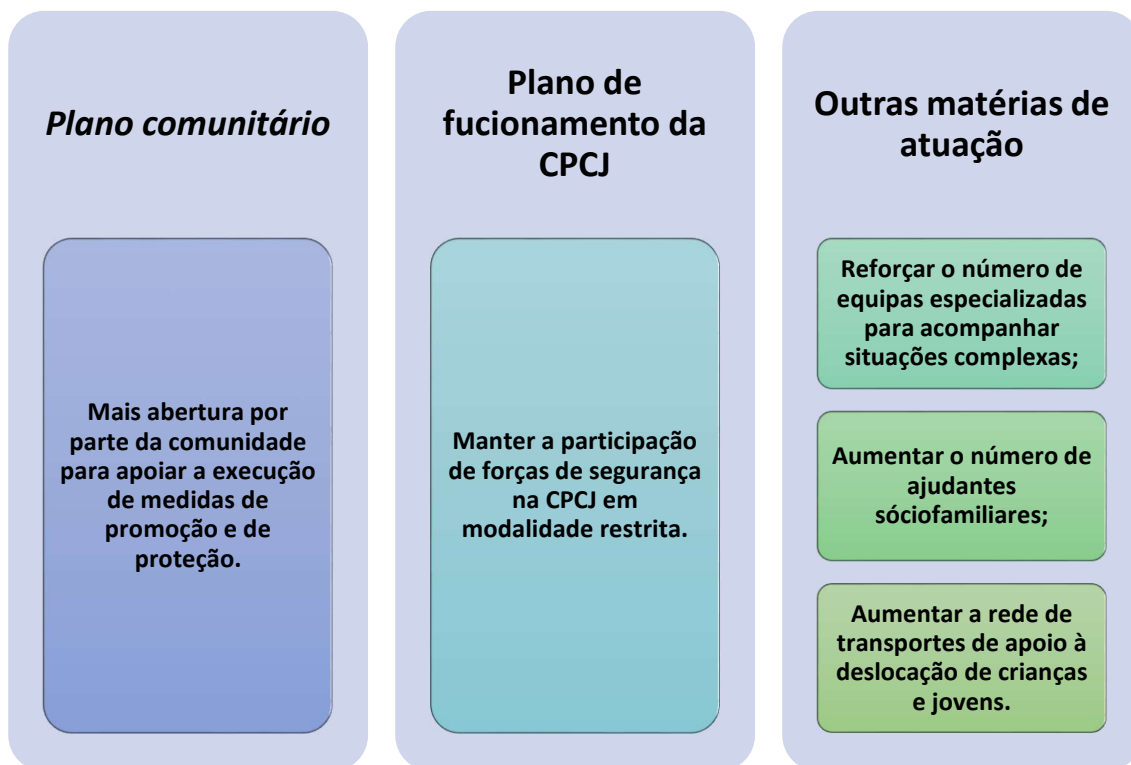 Plano comunitário
Mais abertura por
parte da comunidade
para apoiar a execução
de medidas de
promoção e de
proteção.
Plano de
fucionamento da
CPCJ
Manter a participação
de forças de segurança
na CPCJ em
modalidade restrita.
Outras matérias de
atuação
Reforçar o número de
equipas especializadas
para acompanhar
situações complexas;
Aumentar o número de
ajudantes
sóciofamiliares;
Aumentar a rede de
transportes de apoio à
deslocação de crianças
e jovens.